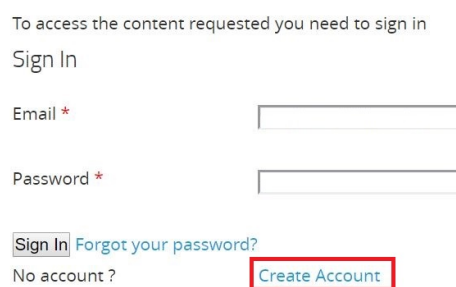 To access the content requested you need to sign in
Sign In
Email *
Password *
Sign In Forgot your password?
No account ? Create Account